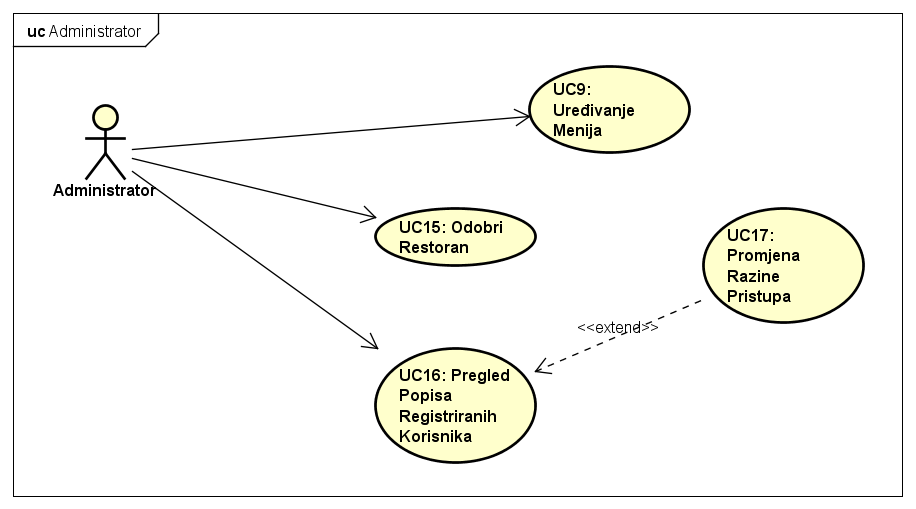 uc Administrator
UC9:
Uređivanje
Menija
Administrator
UC15: Odobri
Restoran
UC17:
Promjena
Razine
Pristupa
<<extend>>
UC16: Pregled
Popisa
Registriranih
Korisnika